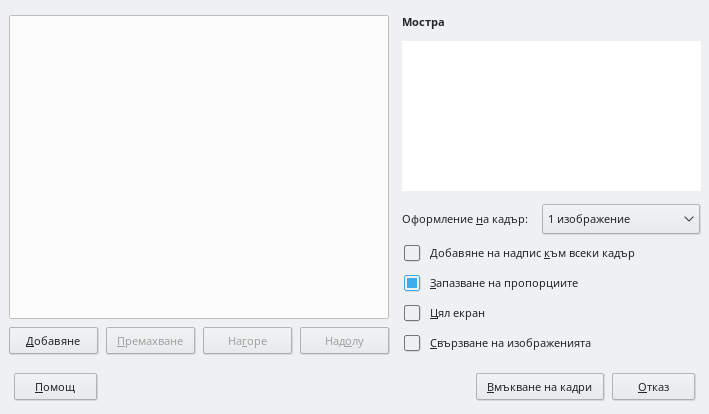 Мостра
Оформление на кадър: 1 изображение
Добавяне на надпис към всеки кадър
Запазване на пропорциите
Цял екран
Свързване на изображенията
Добавяне Премахване Нагоре Надолу
Помощ Вмъкване на кадри Отказ